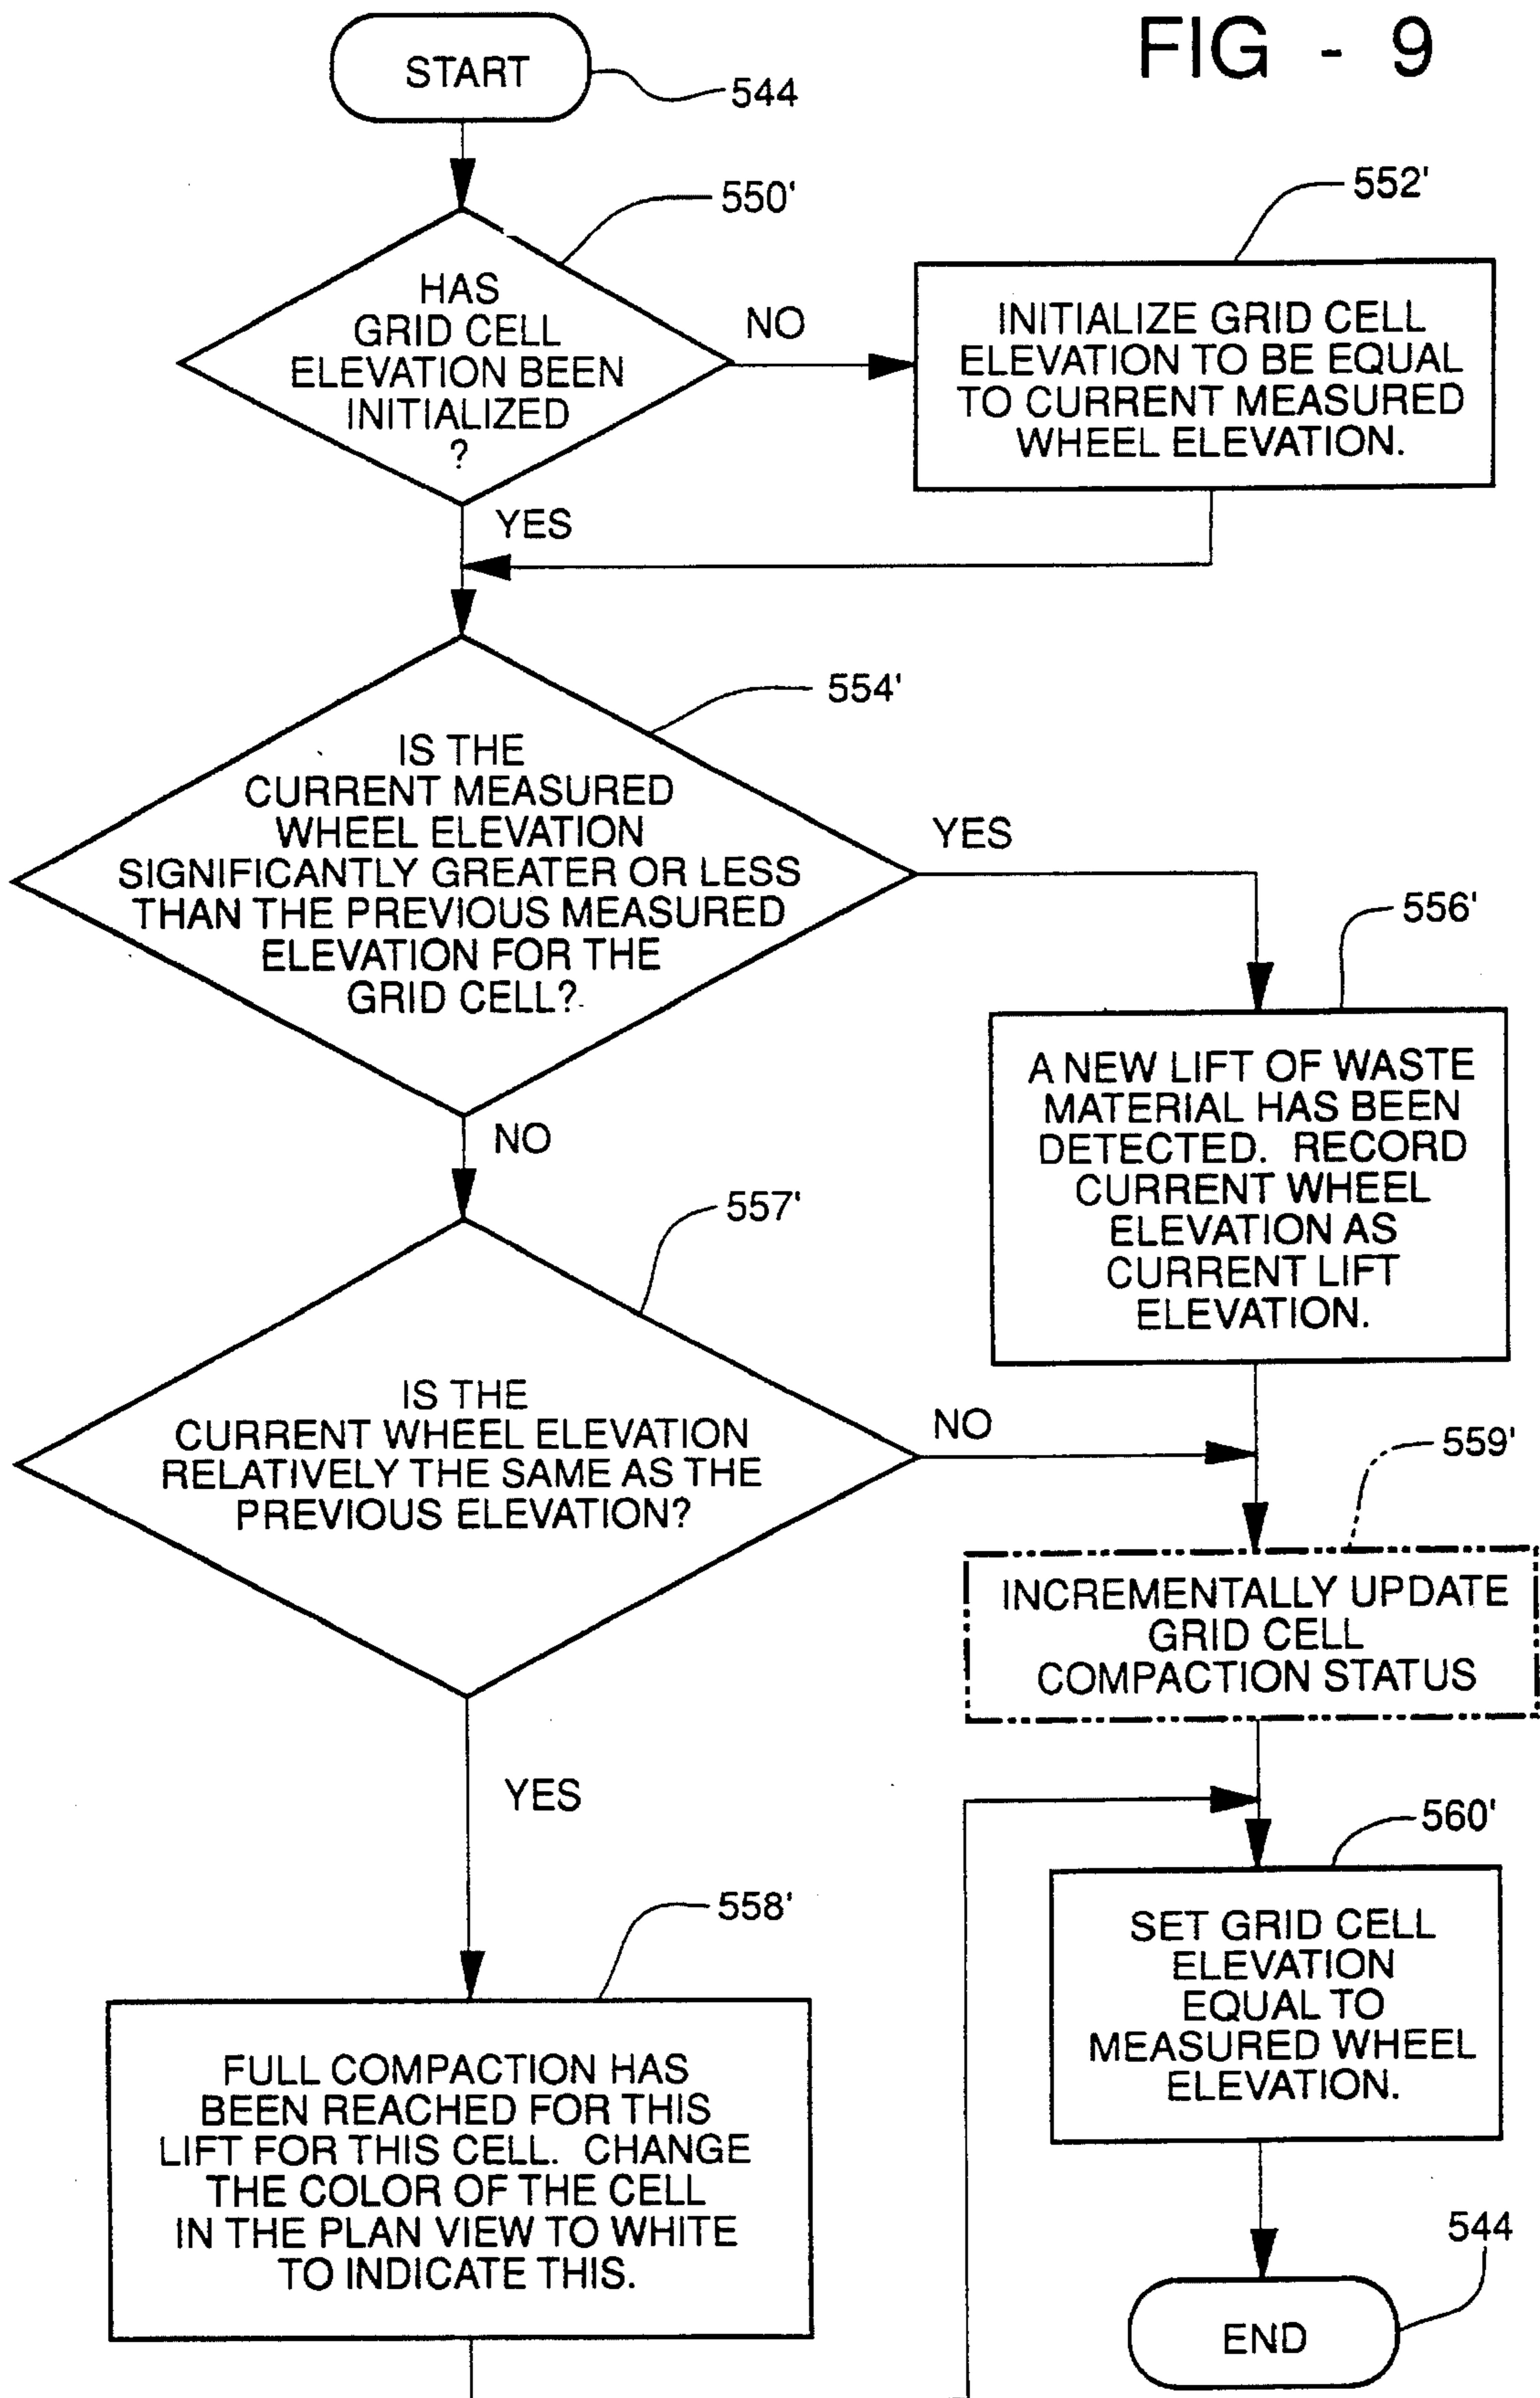 FIG - 9
START
544
550'
552'
HAS
GRID CELL
ELEVATION BEEN
INITIALIZED
?
NO
INITIALIZE GRID CELL
ELEVATION TO BE EQUAL
TO CURRENT MEASURED
WHEEL ELEVATION.
YES
554'
IS THE
CURRENT MEASURED
WHEEL ELEVATION
SIGNIFICANTLY GREATER OR LESS
THAN THE PREVIOUS MEASURED
ELEVATION FOR THE
GRID CELL?
YES
556'
A NEW LIFT OF WASTE
MATERIAL HAS BEEN
DETECTED. RECORD
CURRENT WHEEL
ELEVATION AS
CURRENT LIFT
ELEVATION.
NO
557'
IS THE
CURRENT WHEEL ELEVATION
RELATIVELY THE SAME AS THE
PREVIOUS ELEVATION?
NO
559'
INCREMENTALLY UPDATE
GRID CELL
COMPACTION STATUS
YES
560'
SET GRID CELL
ELEVATION
EQUAL TO
MEASURED WHEEL
ELEVATION.
558'
FULL COMPACTION HAS
BEEN REACHED FOR THIS
LIFT FOR THIS CELL. CHANGE
THE COLOR OF THE CELL
IN THE PLAN VIEW TO WHITE
TO INDICATE THIS.
544
END